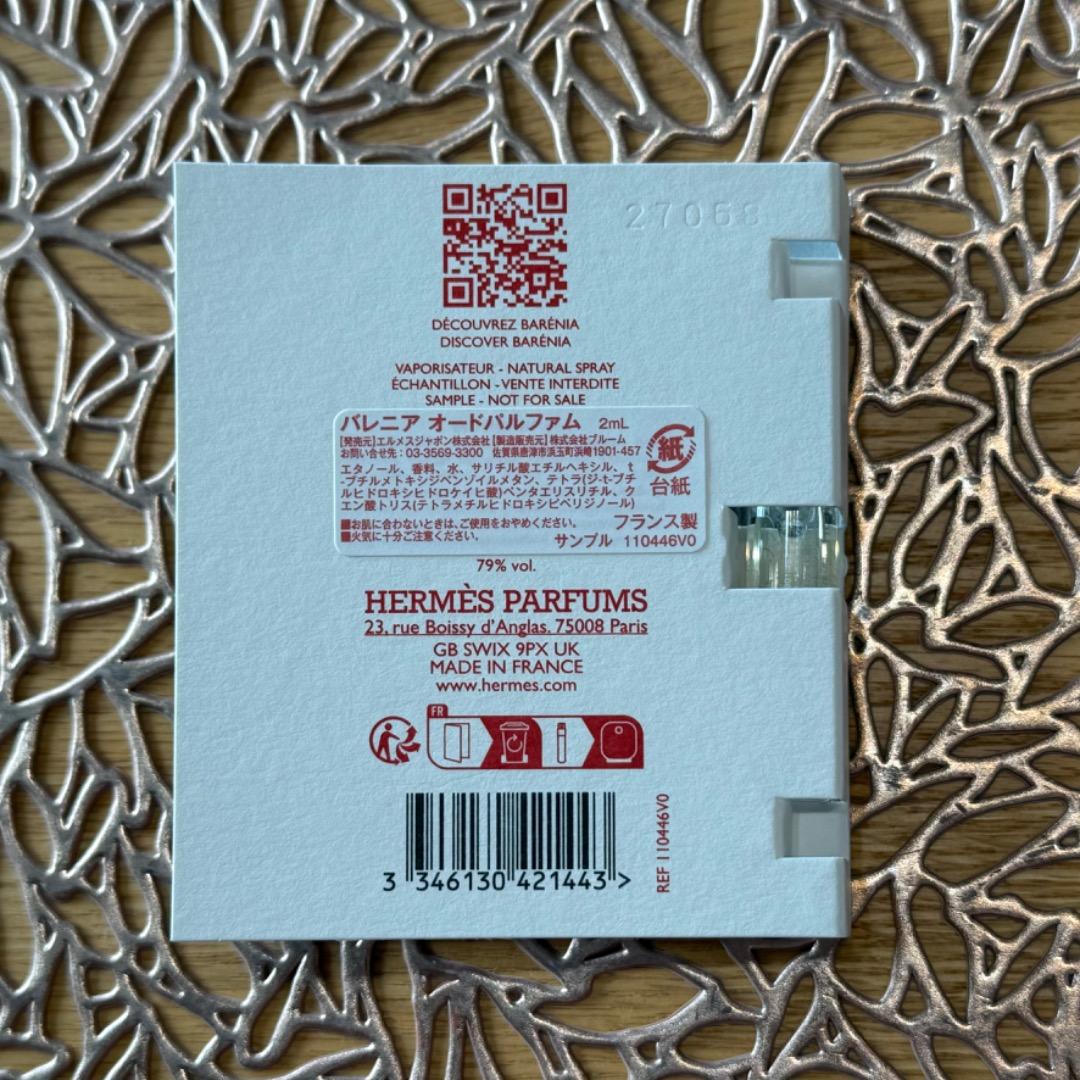 27068
DÉCOUVREZ BARÉNIA
DISCOVER BARÉNIA
VAPORISATEUR - NATURAL SPRAY
ÉCHANTILLON - VENTE INTERDITE
SAMPLE - NOT FOR SALE
バレニア オードパルファム 2mL
[発売元]エルメスジャポン株式会社 [製造販売元]株式会社ブルーム
お問い合せ先:03-3569-3300 佐賀県唐津市浜玉町浜崎1901-457
紙
台紙
エタノール、香料、水、サリチル酸エチルヘキシル、t
-ブチルメトキシジベンゾイルメタン、テトラ(ジ-t-ブチ
ルヒドロキシヒドロケイヒ酸)ペンタエリスリチル、ク
エン酸トリス(テトラメチルヒドロキシピペリジノール)
■お肌に合わないときは、ご使用をおやめください。 フランス製
■火気に十分ご注意ください。 サンプル 110446V0
79% vol.
HERMÈS PARFUMS
23, rue Boissy d'Anglas, 75008 Paris
GB SWIX 9PX UK
MADE IN FRANCE
www.hermes.com
FR
3 346130 421443 >
REF 110446V0